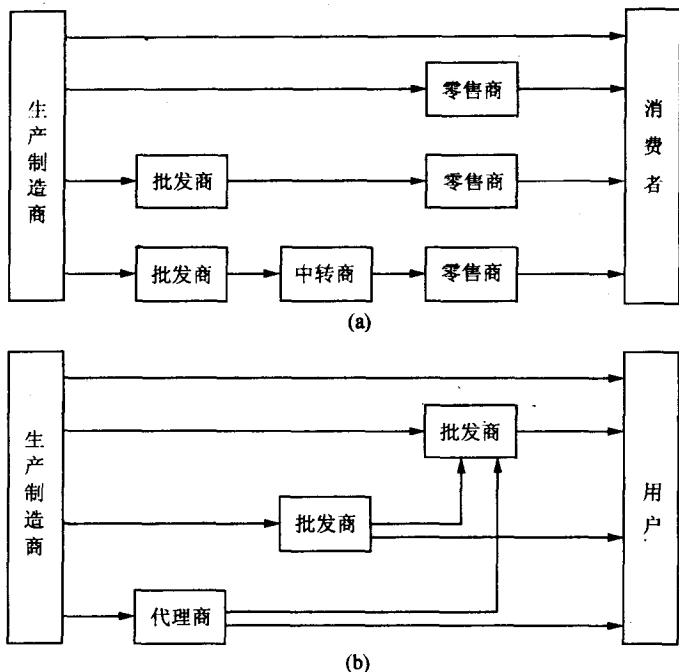 生产制造商
零售商
消费者
批发商
零售商
批发商
中转商
零售商
(a)
生产制造商
批发商
用户
批发商
代理商
(b)